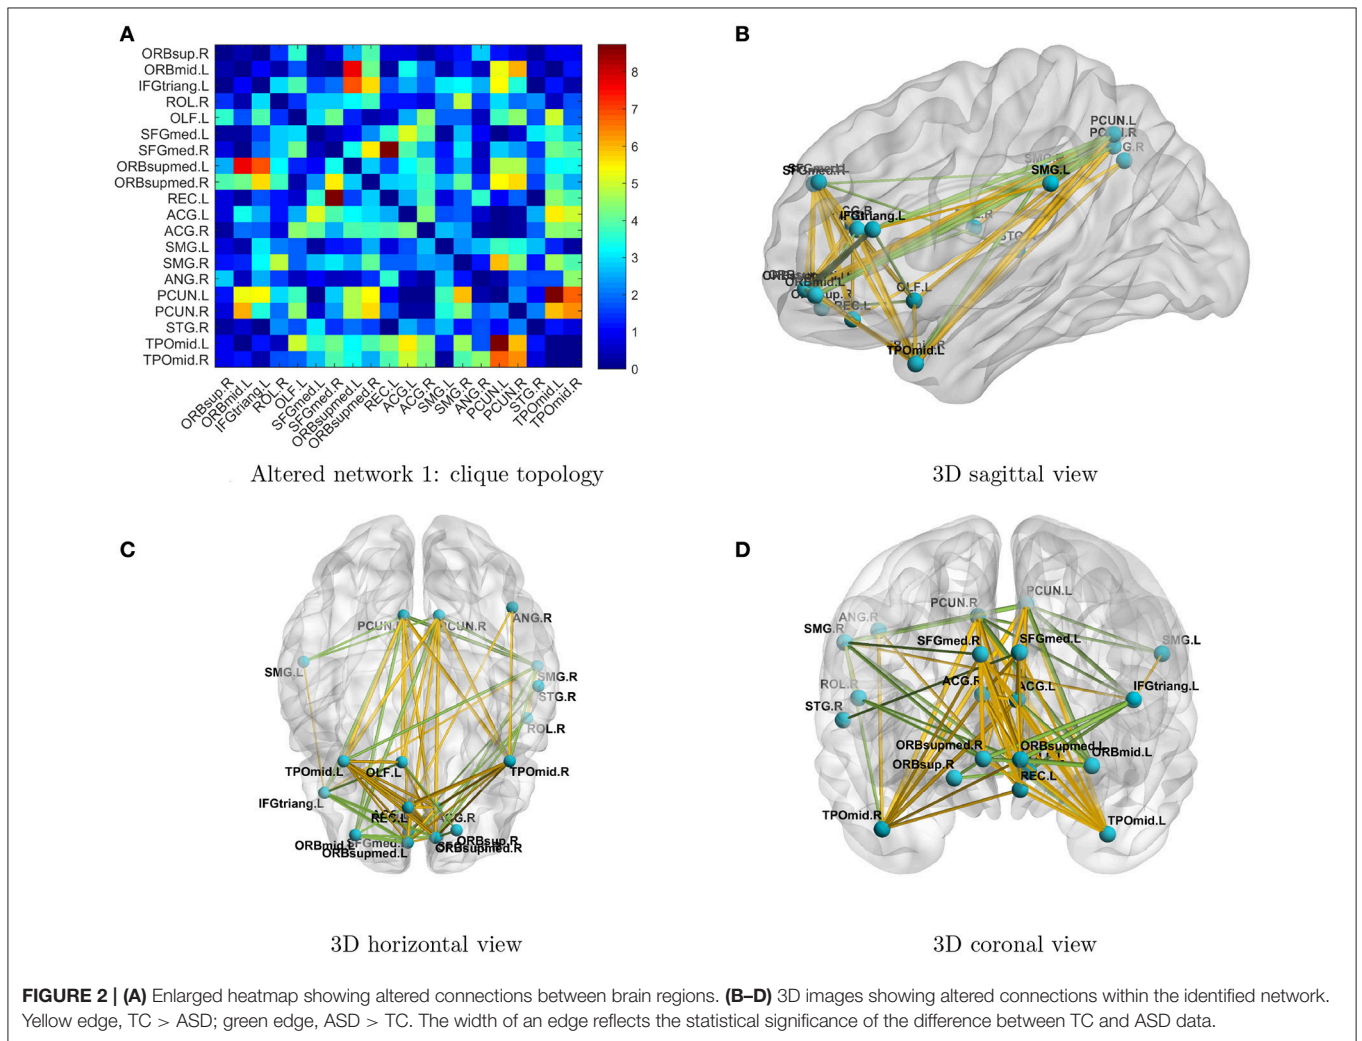 A
ORBsup.R
ORBmid.L
IFGtriang.L
ROL.R
OLF.L
SFGmed.L
SFGmed.R
ORBsupmed.L
ORBsupmed.R
REC.L
ACG.L
ACG.R
SMG.L
SMG.R
ANG.R
PCUN.L
PCUN.R
STG.R
TPOmid.L
TPOmid.R
8
7
6
5
4
3
2
1
0
ORBsup.R
ORBmid.L
IFGtriang.L
ROL.R
OLF.L
SFGmed.L
SFGmed.R
ORBsupmed.L
ORBsupmed.R
REC.L
ACG.L
ACG.R
SMG.L
SMG.R
ANG.R
PCUN.L
PCUN.R
STG.R
TPOmid.L
TPOmid.R
Altered network 1: clique topology
B
PCUN.L
SMG.L
SFGmed.R
IFGtriang.L
ORBmid.L
OLF.L
REC.L
TPOmid.L
3D sagittal view
C
PCUN.R
ANG.R
SMG.L
SMG.R
STG.R
ROL.R
TPOmid.L
OLF.L
TPOmid.R
IFGtriang.L
REC.L
ORBsup.R
ORBmid.L
ORBsupmed.L
ORBsupmed.R
3D horizontal view
D
PCUN.L
PCUN.R
ANG.R
SMG.R
SFGmed.R
SFGmed.L
SMG.L
ACG.R
ACG.L
ROL.R
IFGtriang.L
STG.R
ORBsupmed.R
ORBsupmed.L
ORBmid.L
ORBsup.R
REC.L
TPOmid.R
TPOmid.L
3D coronal view
FIGURE 2 | (A) Enlarged heatmap showing altered connections between brain regions. (B–D) 3D images showing altered connections within the identified network.
Yellow edge, TC > ASD; green edge, ASD > TC. The width of an edge reflects the statistical significance of the difference between TC and ASD data.